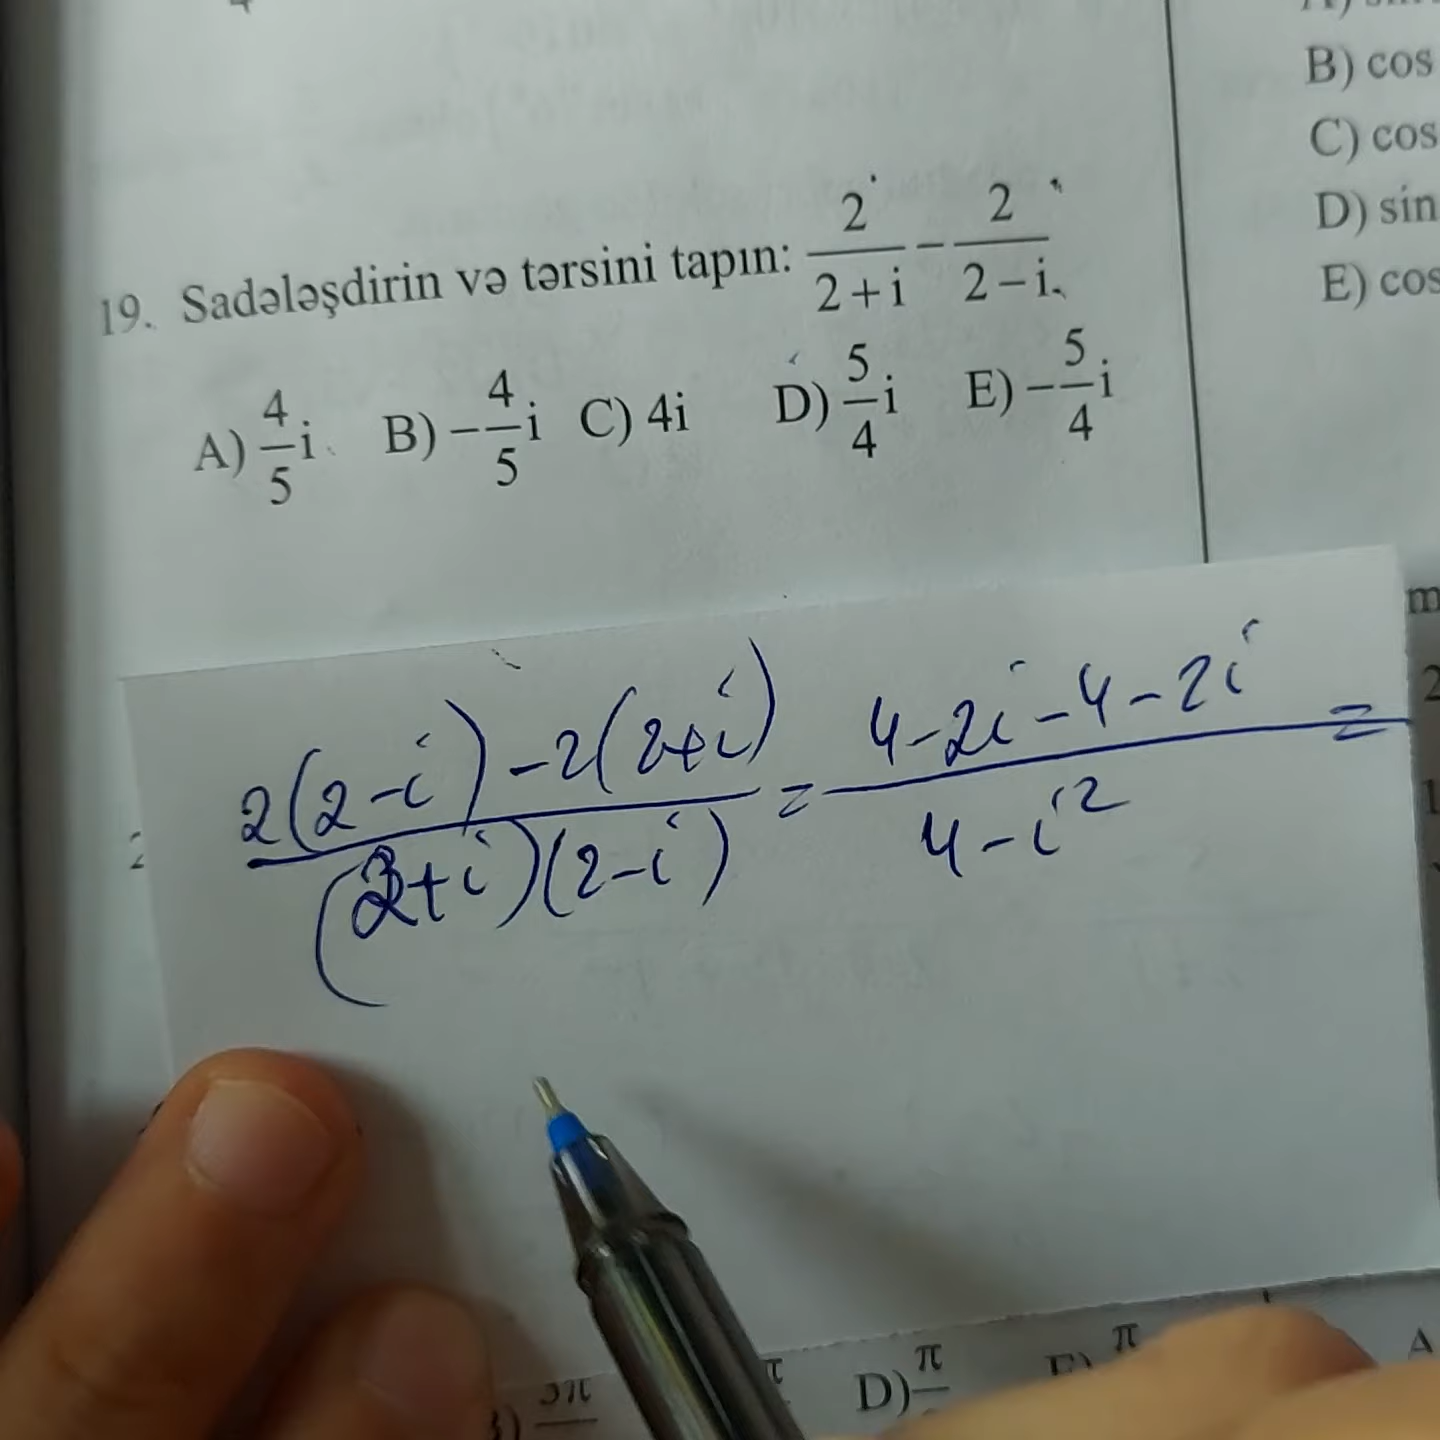 19. Sadələşdirin və tərsini tapın: 2/(2+i) − 2/(2−i)
A) 4/5 i B) −4/5 i C) 4i D) 5/4 i E) −5/4 i
B) cos
C) cos
D) sin
E) cos
(2(2-i)-2(2+i))/((2+i)(2-i)) = (4-2i-4-2i)/(4-i²) =
D) π
π